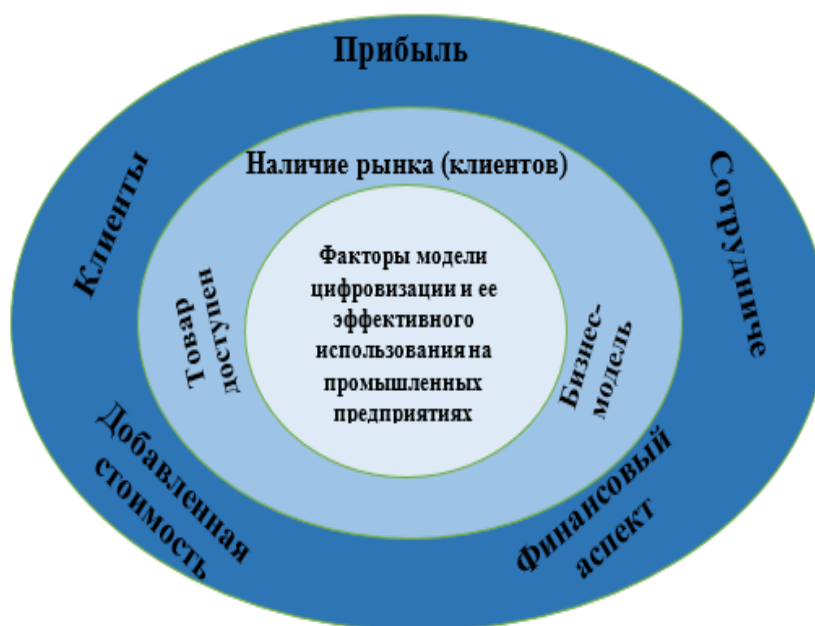 Прибыль
Клиенты
Сотрудниче
Наличие рынка (клиентов)
Товар
доступен
Факторы модели
цифровизации и ее
эффективного
использования на
промышленных
предприятиях
Бизнес-
модель
Добавленная
стоимость
Финансовый
аспект